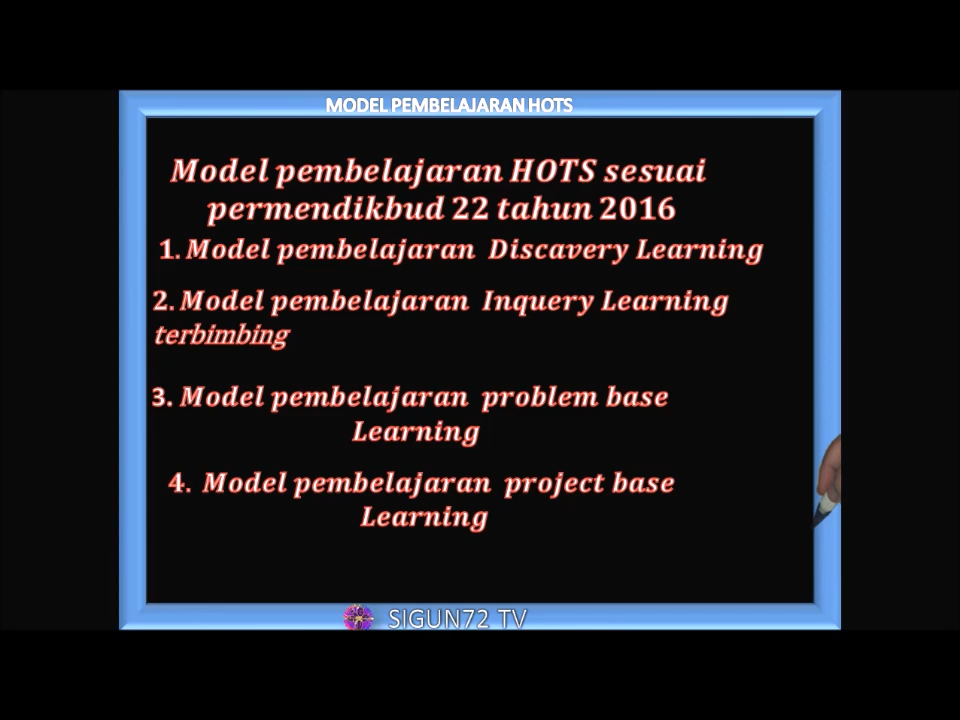 MODEL PEMBELAJARAN HOTS
Model pembelajaran HOTS sesuai
permendikbud 22 tahun 2016
1. Model pembelajaran Discavery Learning
2. Model pembelajaran Inquery Learning
terbimbing
3. Model pembelajaran problem base
Learning
4. Model pembelajaran project base
Learning
SIGUN72 TV